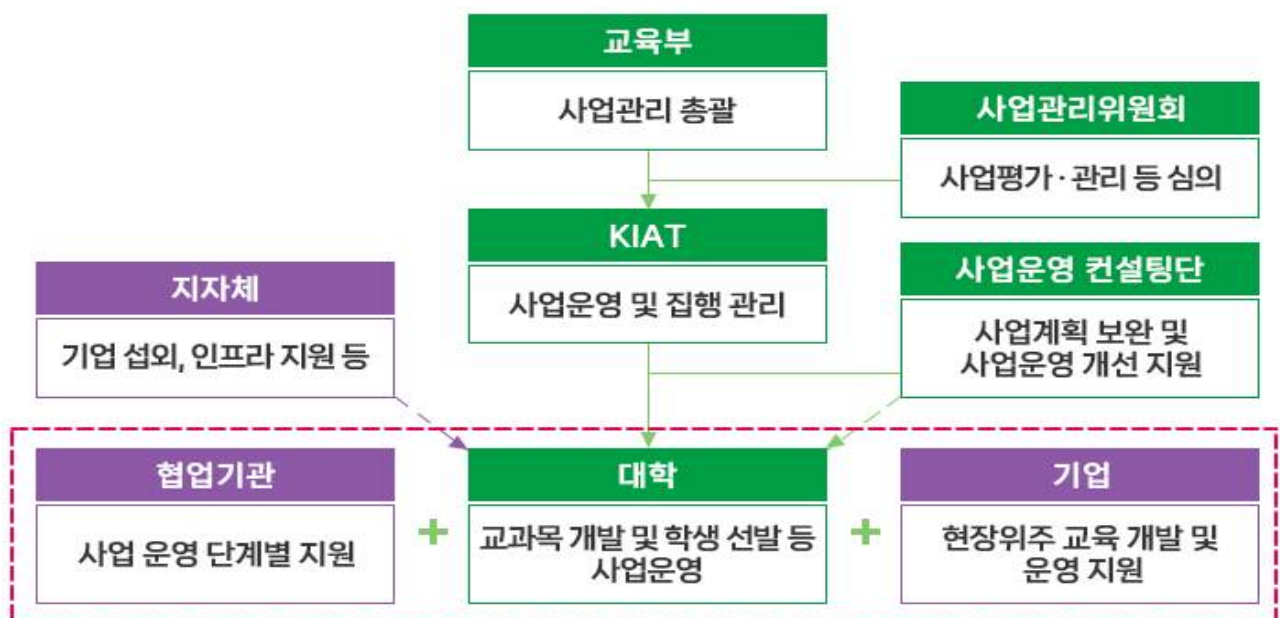 교육부
사업관리 총괄
사업관리위원회
사업평가·관리 등 심의
KIAT
사업운영 및 집행 관리
지자체
기업 섭외, 인프라 지원 등
사업운영 컨설팅단
사업계획 보완 및
사업운영 개선 지원
협업기관
사업 운영 단계별 지원
+
대학
교과목 개발 및 학생 선발 등
사업운영
+
기업
현장위주 교육 개발 및
운영 지원